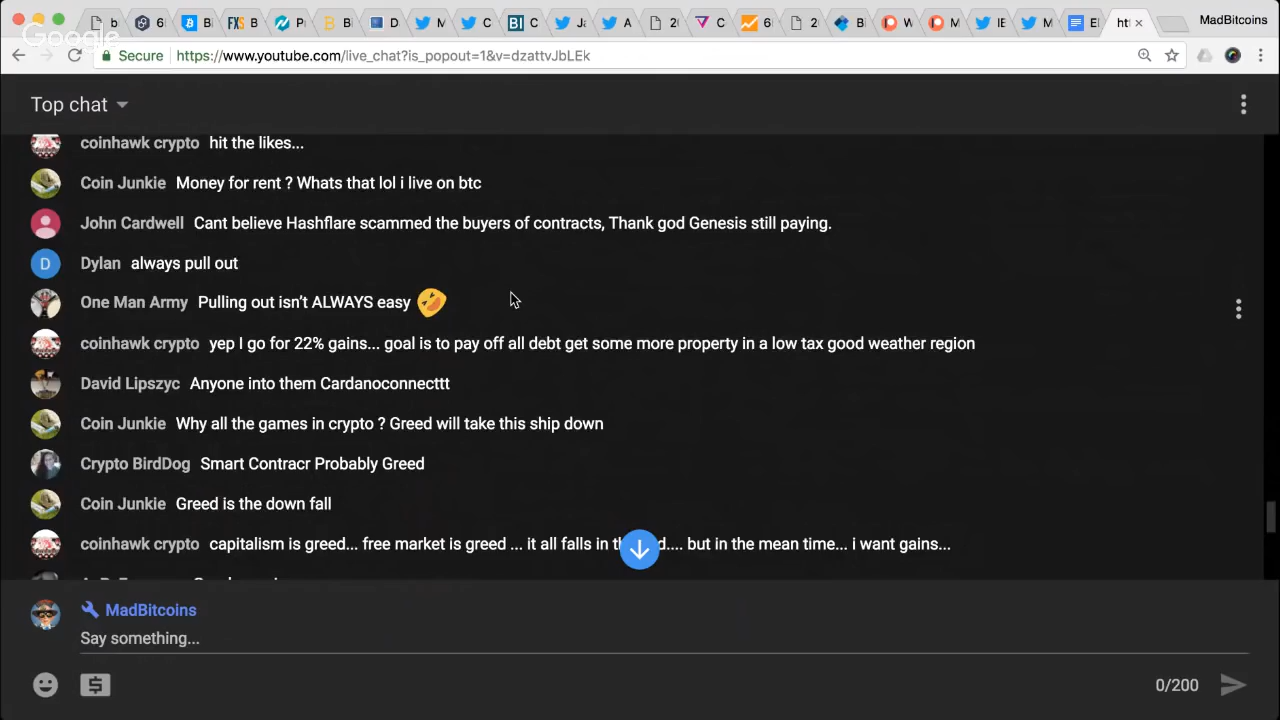 MadBitcoins
Google
Secure https://www.youtube.com/live_chat?is_popout=1&v=dzattvJbLEk
Top chat
coinhawk crypto hit the likes...
Coin Junkie Money for rent ? Whats that lol i live on btc
John Cardwell Cant believe Hashflare scammed the buyers of contracts, Thank god Genesis still paying.
D Dylan always pull out
One Man Army Pulling out isn't ALWAYS easy
coinhawk crypto yep I go for 22% gains... goal is to pay off all debt get some more property in a low tax good weather region
David Lipszyc Anyone into them Cardanoconnecttt
Coin Junkie Why all the games in crypto ? Greed will take this ship down
Crypto BirdDog Smart Contracr Probably Greed
Coin Junkie Greed is the down fall
coinhawk crypto capitalism is greed... free market is greed ... it all falls in .... but in the mean time... i want gains...
MadBitcoins
Say something...
0/200